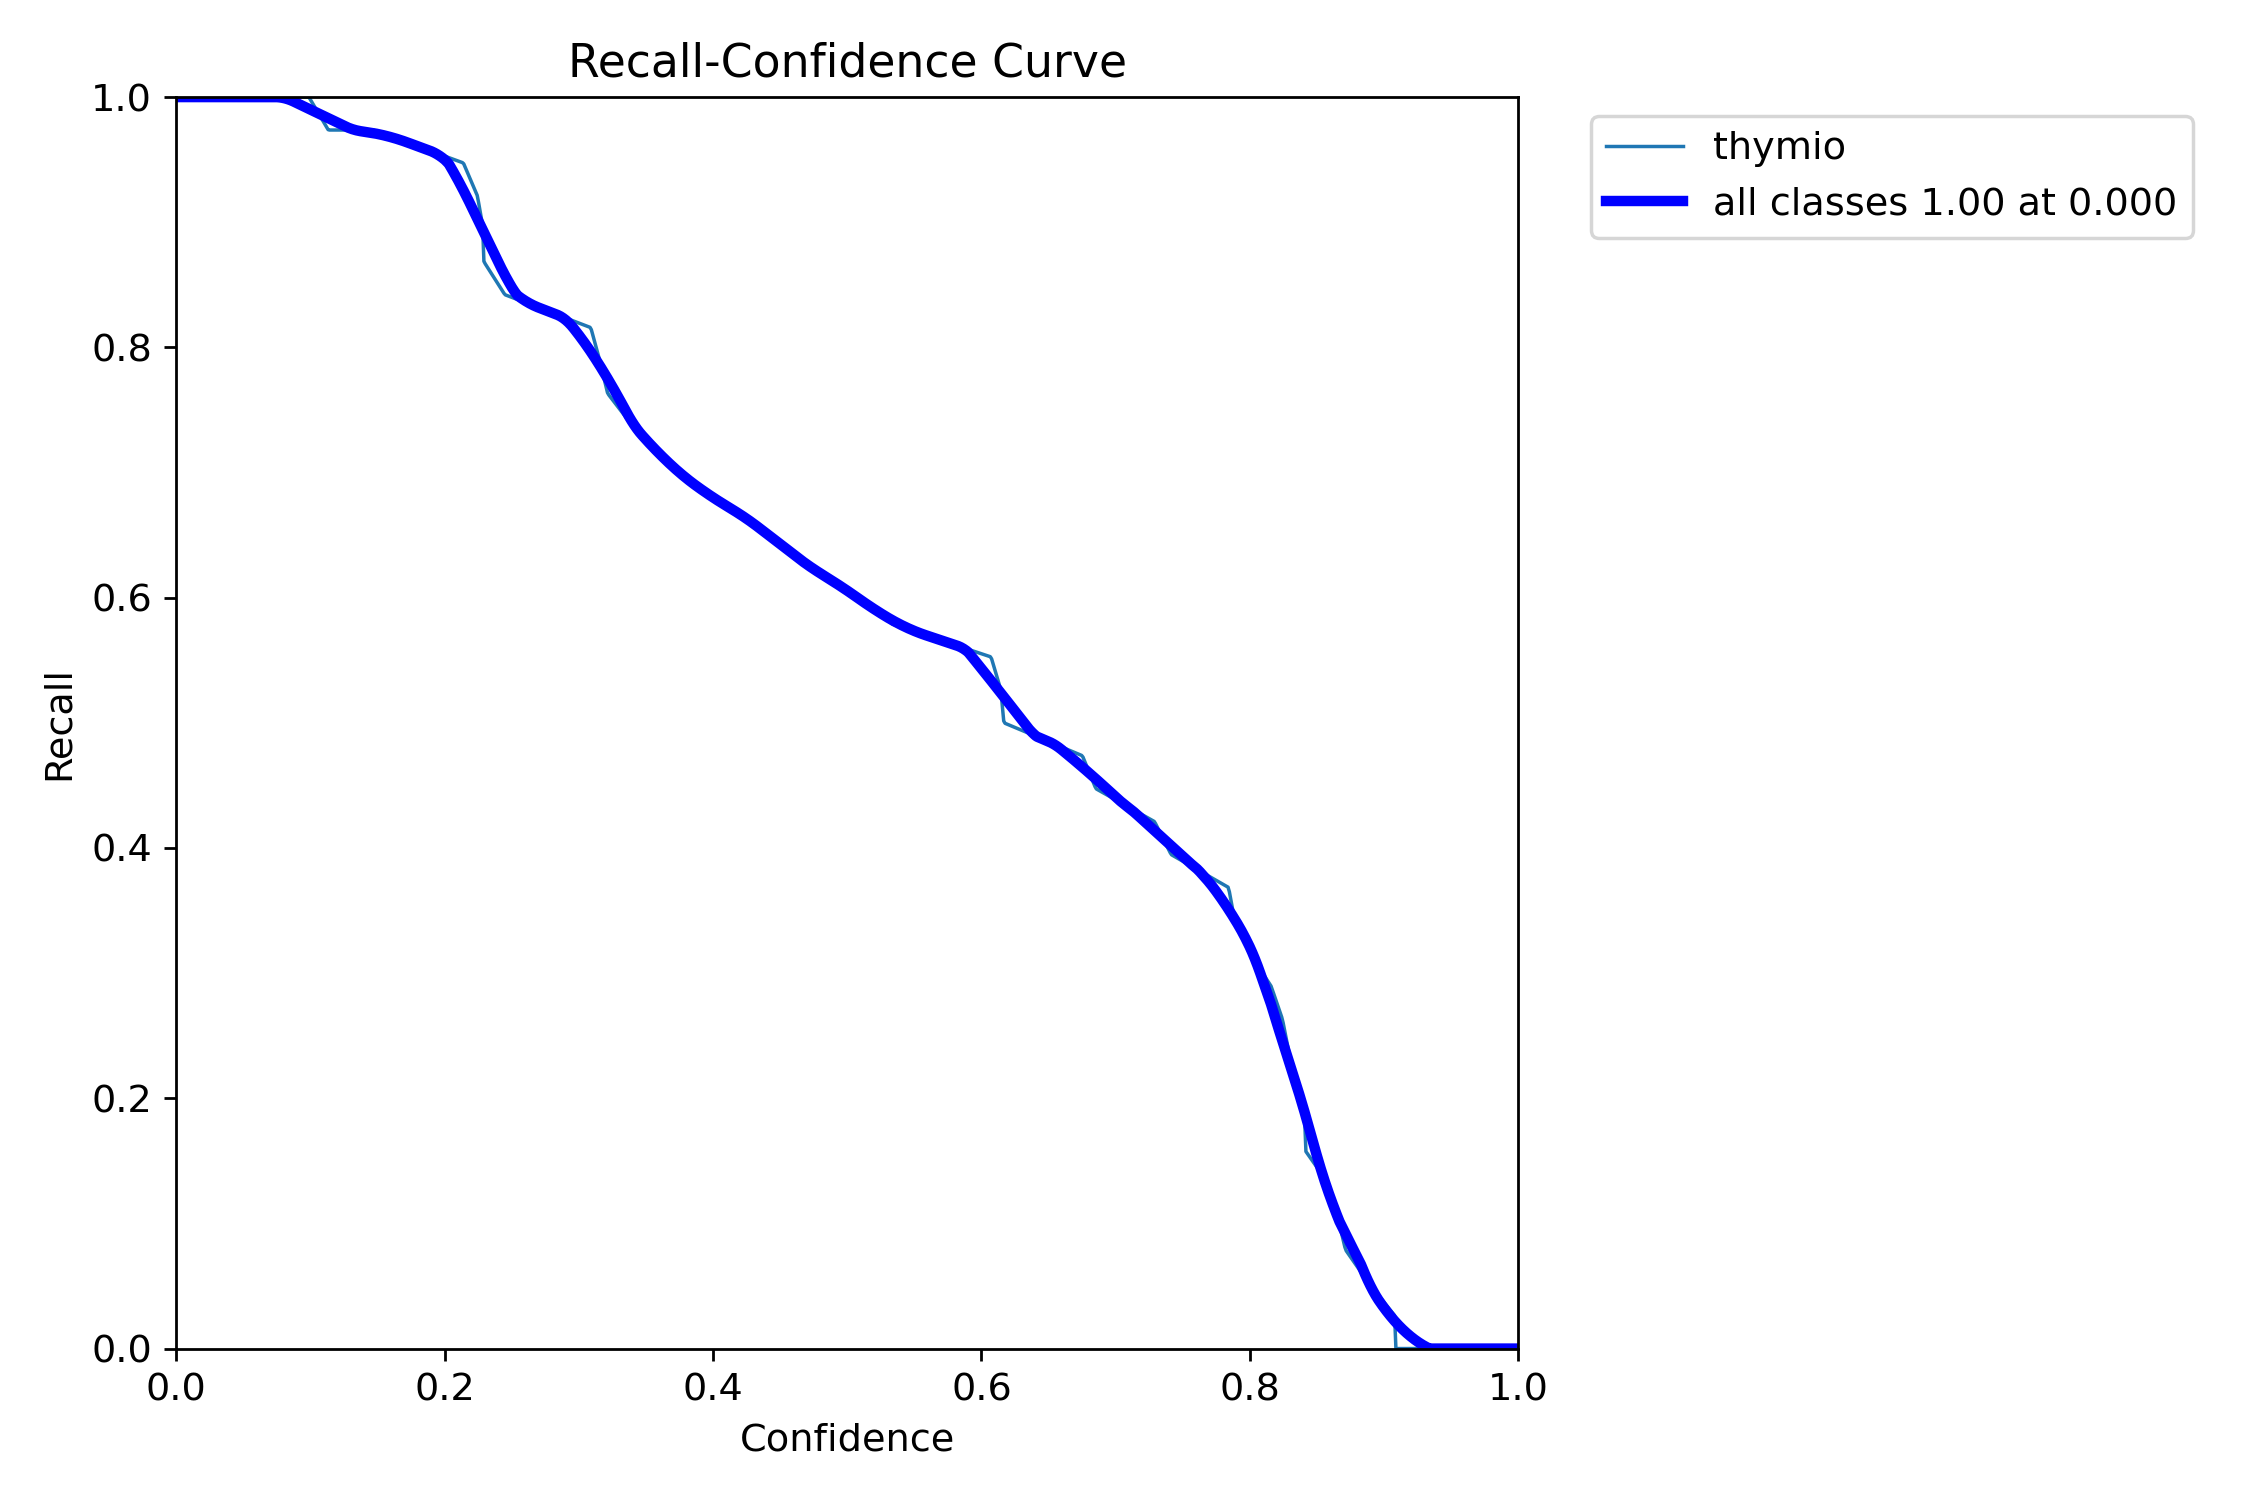 Recall-Confidence Curve
thymio
all classes 1.00 at 0.000
Recall
1.0
0.8
0.6
0.4
0.2
0.0
0.0 0.2 0.4 0.6 0.8 1.0
Confidence